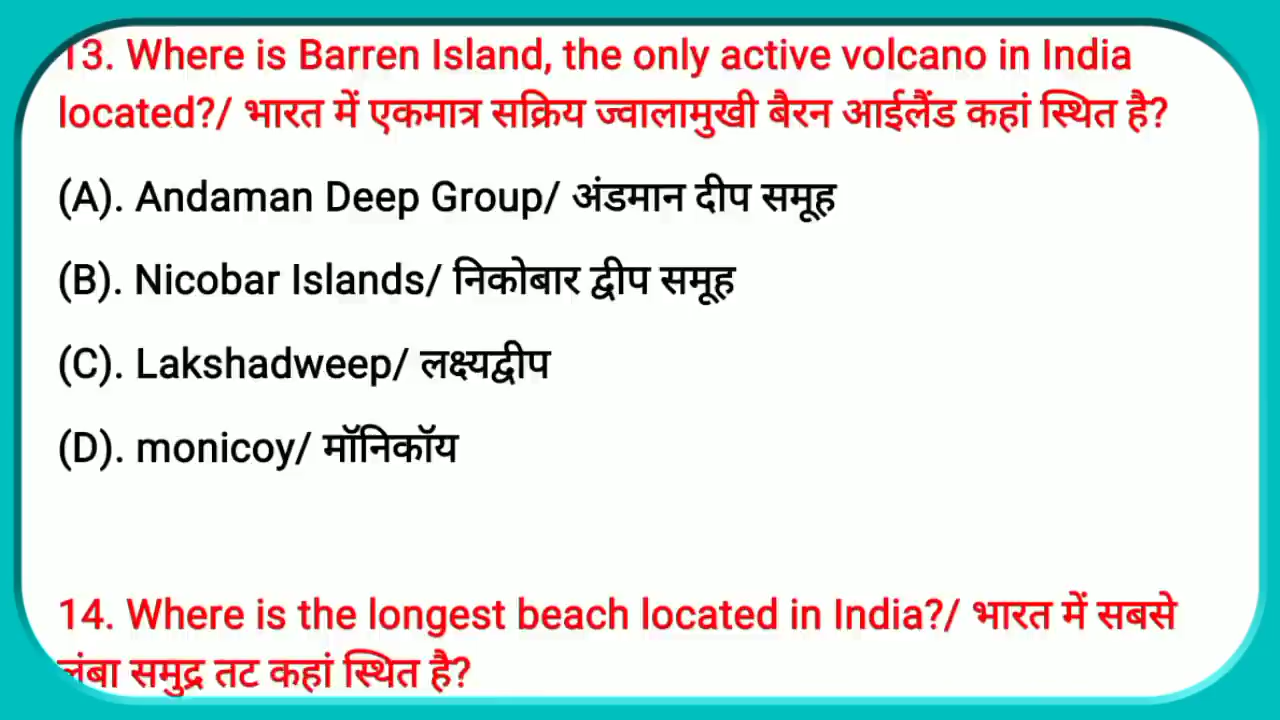 13. Where is Barren Island, the only active volcano in India
located?/ भारत में एकमात्र सक्रिय ज्वालामुखी बैरन आईलैंड कहां स्थित है?
(A). Andaman Deep Group/ अंडमान दीप समूह
(B). Nicobar Islands/ निकोबार द्वीप समूह
(C). Lakshadweep/ लक्ष्यद्वीप
(D). monicoy/ मॉनिकॉय
14. Where is the longest beach located in India?/ भारत में सबसे
लंबा समुद्र तट कहां स्थित है?